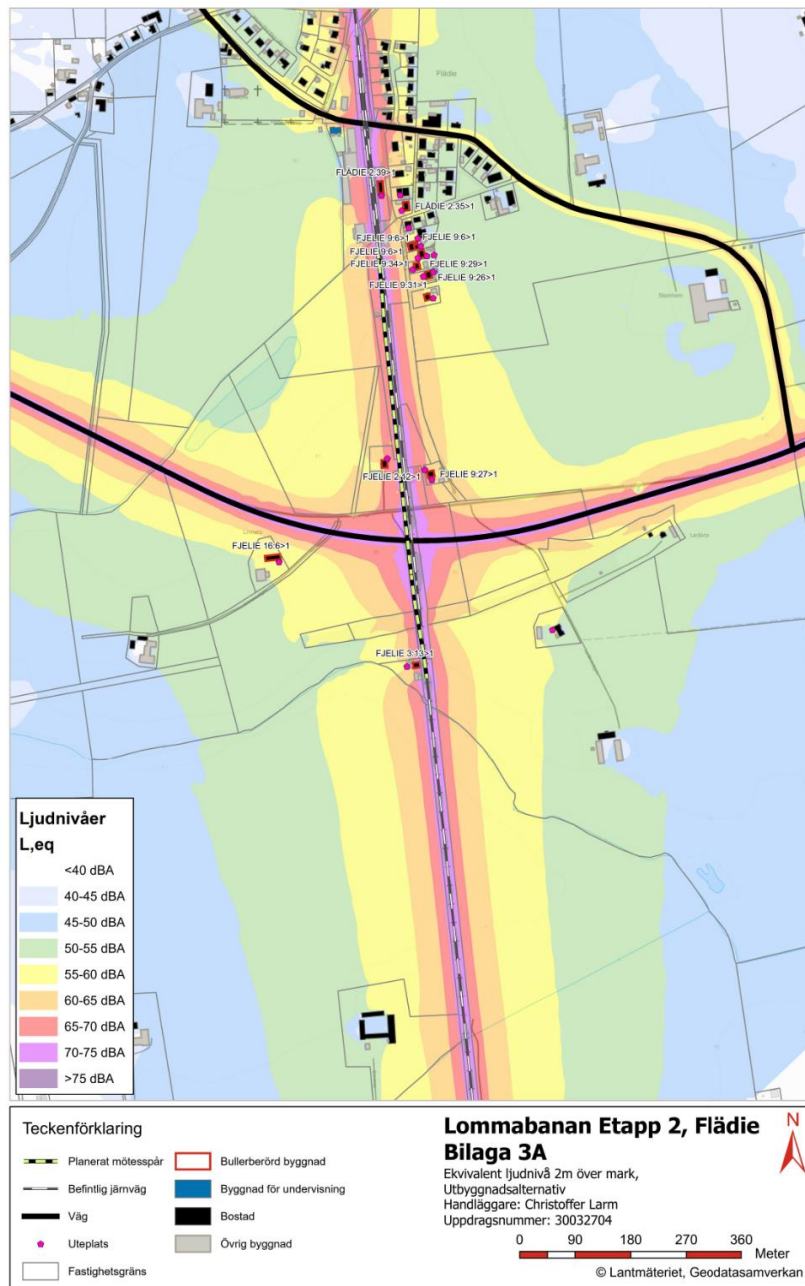 Flädie
FLÄDIE 2:39>1
FLÄDIE 2:35>1
FJELIE 9:6>1
FJELIE 9:6>1
FJELIE 9:6>1
FJELIE 9:34>1
FJELIE 9:29>1
FJELIE 9:26>1
FJELIE 9:31>1
FJELIE 2:12>1
FJELIE 9:27>1
FJELIE 16:6>1
FJELIE 3:13>1
Ljudnivåer
L,eq
<40 dBA
40-45 dBA
45-50 dBA
50-55 dBA
55-60 dBA
60-65 dBA
65-70 dBA
70-75 dBA
>75 dBA
Teckenförklaring
Planerat mötesspår
Befintlig järnväg
Väg
Uteplats
Fastighetsgräns
Bullerberörd byggnad
Byggnad för undervisning
Bostad
Övrig byggnad
Lommabanan Etapp 2, Flädie
Bilaga 3A
Ekvivalent ljudnivå 2m över mark,
Utbyggnadsalternativ
Handläggare: Christoffer Larm
Uppdragsnummer: 30032704
N
0 90 180 270 360
Meter
© Lantmäteriet, Geodatasamverkan